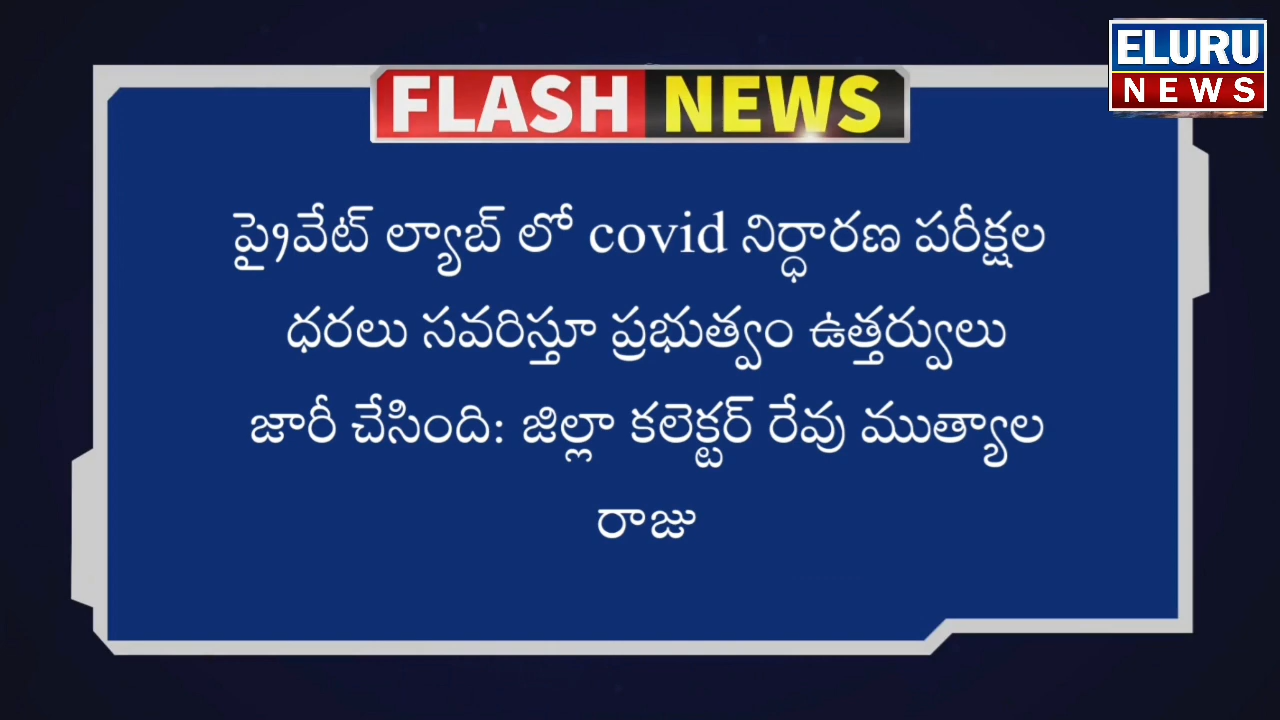 ELURU
NEWS
FLASH NEWS
ప్రైవేట్ ల్యాబ్ లో covid నిర్ధారణ పరీక్షల
ధరలు సవరిస్తూ ప్రభుత్వం ఉత్తర్వులు
జారీ చేసింది: జిల్లా కలెక్టర్ రేవు ముత్యాల
రాజు